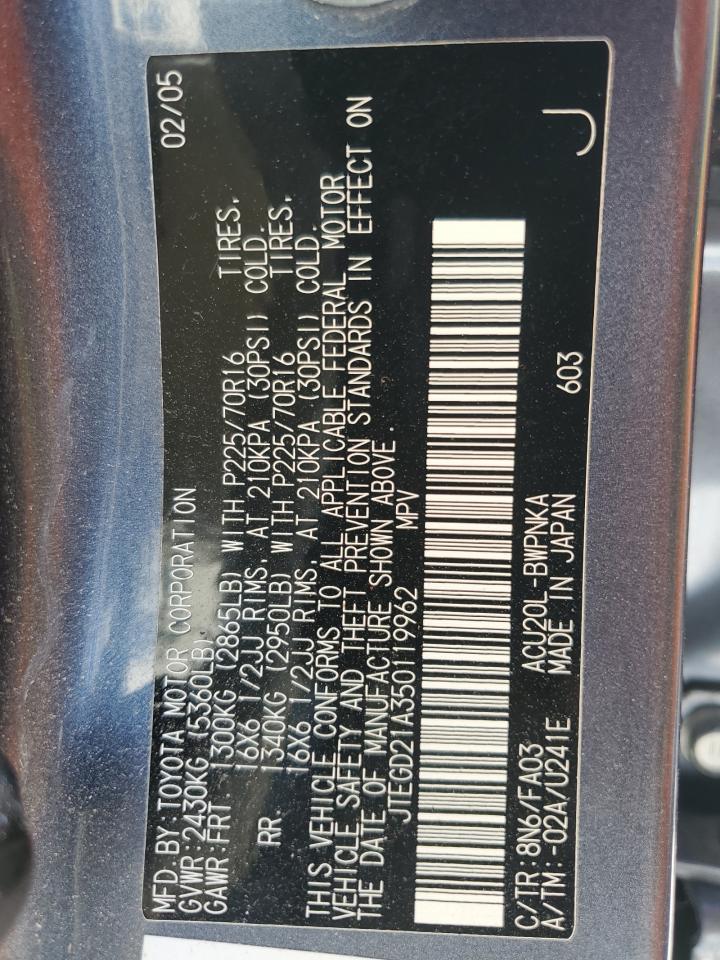 MFD.BY:TOYOTA MOTOR CORPORATION 02/05
GVWR:2430KG (5360LB)
GAWR:FRT. 1300KG (2865LB) WITH P225/70R16 TIRES,
16X6 1/2JJ RIMS, AT 210KPA (30PSI) COLD.
RR. 1340KG (2950LB) WITH P225/70R16 TIRES,
16X6 1/2JJ RIMS, AT 210KPA (30PSI) COLD.
THIS VEHICLE CONFORMS TO ALL APPLICABLE FEDERAL MOTOR
VEHICLE SAFETY AND THEFT PREVENTION STANDARDS IN EFFECT ON
THE DATE OF MANUFACTURE SHOWN ABOVE.
JTEGD21A350119962 MPV
C/TR: 8N6/FA03 ACU20L-BWPNKA 603
A/TM: -02A/U241E MADE IN JAPAN J